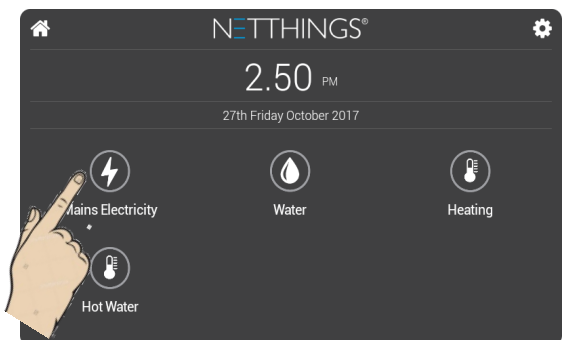 NETTHINGS®
2.50 PM
27th Friday October 2017
Mains Electricity
Water
Heating
Hot Water